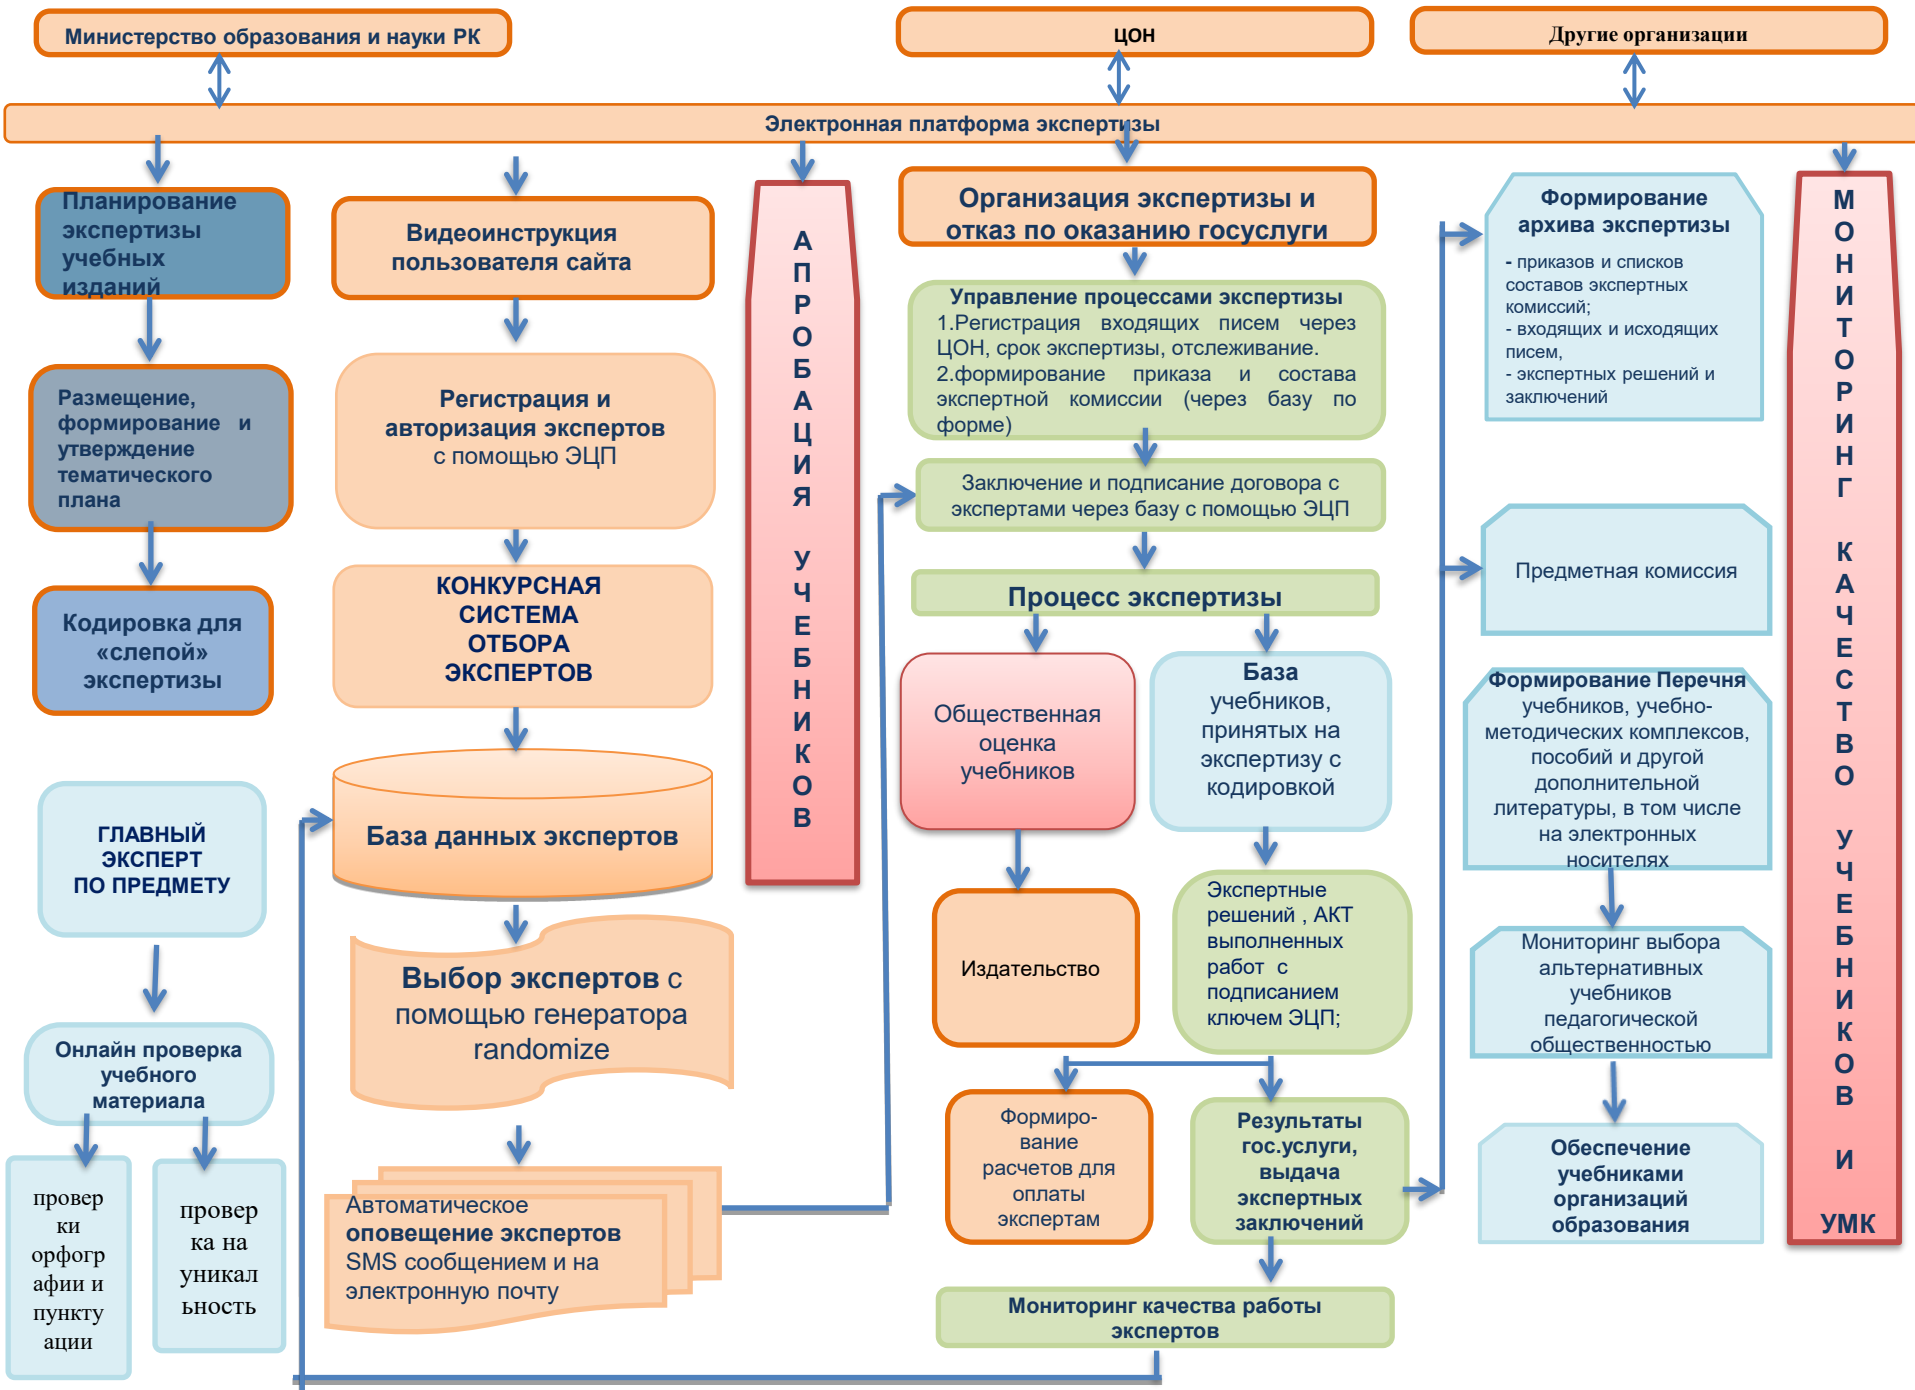 Министерство образования и науки РК
ЦОН
Другие организации
Электронная платформа экспертизы
Планирование
экспертизы
учебных
изданий
Размещение,
формирование и
утверждение
тематического
плана
Кодировка для
«слепой»
экспертизы
ГЛАВНЫЙ
ЭКСПЕРТ
ПО ПРЕДМЕТУ
Онлайн проверка
учебного
материала
провер
ки
орфогр
афии и
пункту
ации
провер
ка на
уникал
ьность
Видеоинструкция
пользователя сайта
Регистрация и
авторизация экспертов
с помощью ЭЦП
КОНКУРСНАЯ
СИСТЕМА
ОТБОРА
ЭКСПЕРТОВ
База данных экспертов
Выбор экспертов с
помощью генератора
randomize
Автоматическое
оповещение экспертов
SMS сообщением и на
электронную почту
АПРОБАЦИЯ УЧЕБНИКОВ
Организация экспертизы и
отказ по оказанию госуслуги
Управление процессами экспертизы
1.Регистрация входящих писем через
ЦОН, срок экспертизы, отслеживание.
2.формирование приказа и состава
экспертной комиссии (через базу по
форме)
Заключение и подписание договора с
экспертами через базу с помощью ЭЦП
Процесс экспертизы
Общественная
оценка
учебников
База
учебников,
принятых на
экспертизу с
кодировкой
Издательство
Экспертные
решений , АКТ
выполненных
работ с
подписанием
ключем ЭЦП;
Формиро-
вание
расчетов для
оплаты
экспертам
Результаты
гос.услуги,
выдача
экспертных
заключений
Мониторинг качества работы
экспертов
Формирование
архива экспертизы
- приказов и списков
составов экспертных
комиссий;
- входящих и исходящих
писем,
- экспертных решений и
заключений
Предметная комиссия
Формирование Перечня
учебников, учебно-
методических комплексов,
пособий и другой
дополнительной
литературы, в том числе
на электронных
носителях
Мониторинг выбора
альтернативных
учебников
педагогической
общественностью
Обеспечение
учебниками
организаций
образования
МОНИТОРИНГ КАЧЕСТВО УЧЕБНИКОВ И УМК